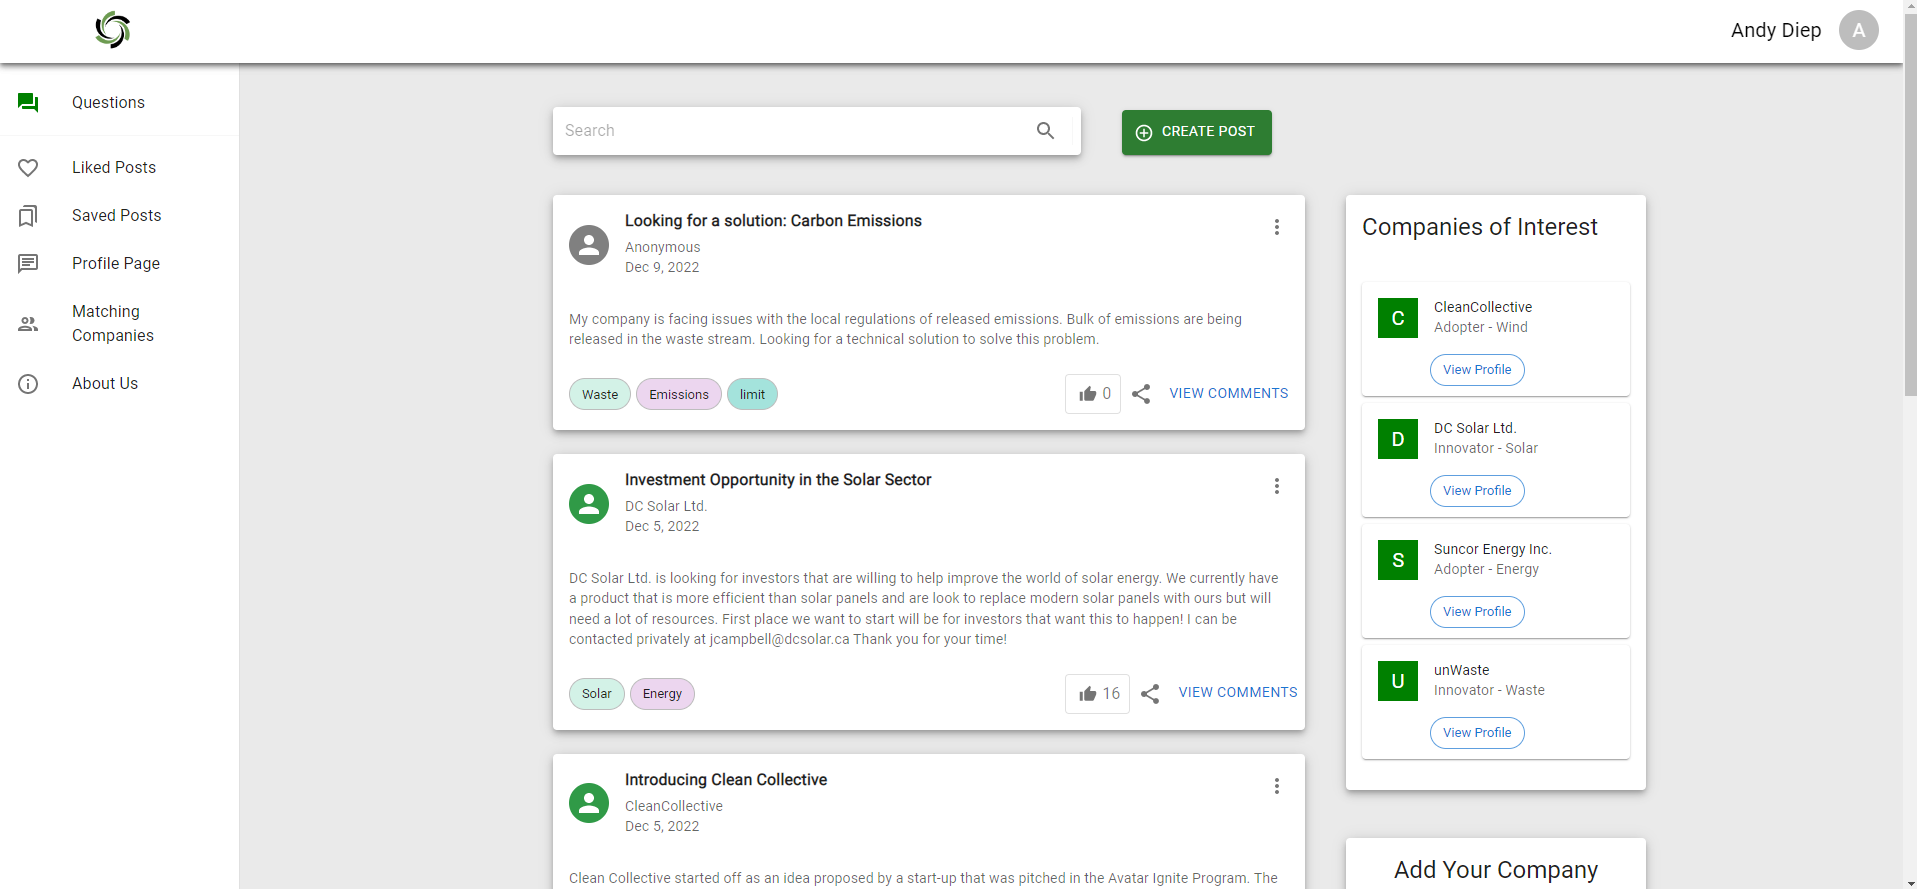 Andy Diep
A
Questions
Liked Posts
Saved Posts
Profile Page
Matching
Companies
About Us
Search
CREATE POST
Looking for a solution: Carbon Emissions
Anonymous
Dec 9, 2022
My company is facing issues with the local regulations of released emissions. Bulk of emissions are being
released in the waste stream. Looking for a technical solution to solve this problem.
Waste
Emissions
limit
0
VIEW COMMENTS
Investment Opportunity in the Solar Sector
DC Solar Ltd.
Dec 5, 2022
DC Solar Ltd. is looking for investors that are willing to help improve the world of solar energy. We currently have
a product that is more efficient than solar panels and are look to replace modern solar panels with ours but will
need a lot of resources. First place we want to start will be for investors that want this to happen! I can be
contacted privately at jcampbell@dcsolar.ca Thank you for your time!
Solar
Energy
16
VIEW COMMENTS
Introducing Clean Collective
CleanCollective
Dec 5, 2022
Clean Collective started off as an idea proposed by a start-up that was pitched in the Avatar Ignite Program. The
Companies of Interest
C
CleanCollective
Adopter - Wind
View Profile
D
DC Solar Ltd.
Innovator - Solar
View Profile
S
Suncor Energy Inc.
Adopter - Energy
View Profile
U
unWaste
Innovator - Waste
View Profile
Add Your Company